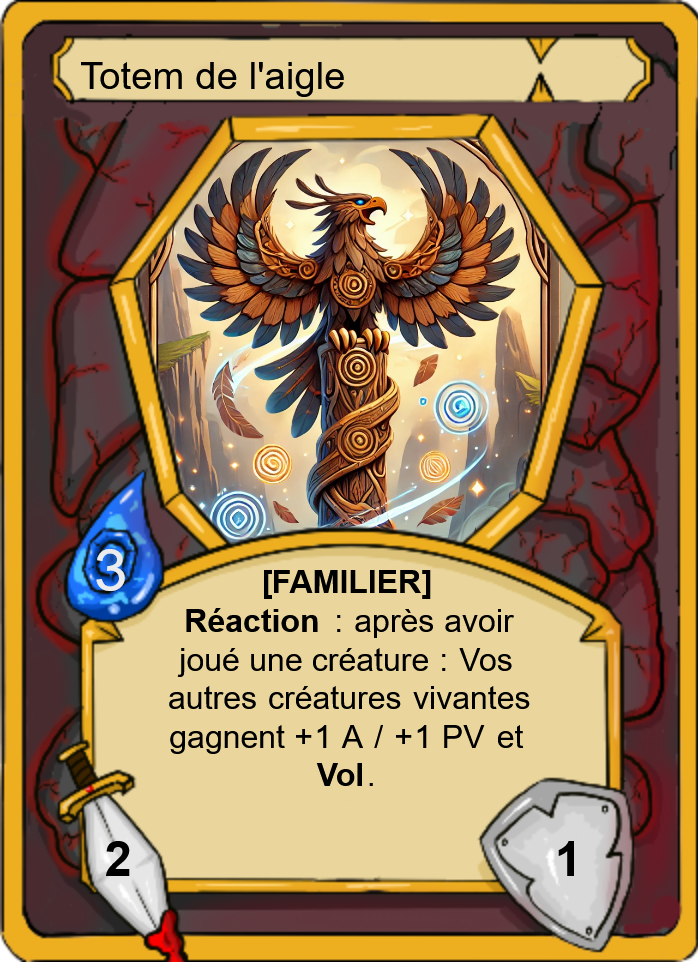 Totem de l'aigle
3
[FAMILIER]
Réaction : après avoir
joué une créature : Vos
autres créatures vivantes
gagnent +1 A / +1 PV et
Vol.
2
1